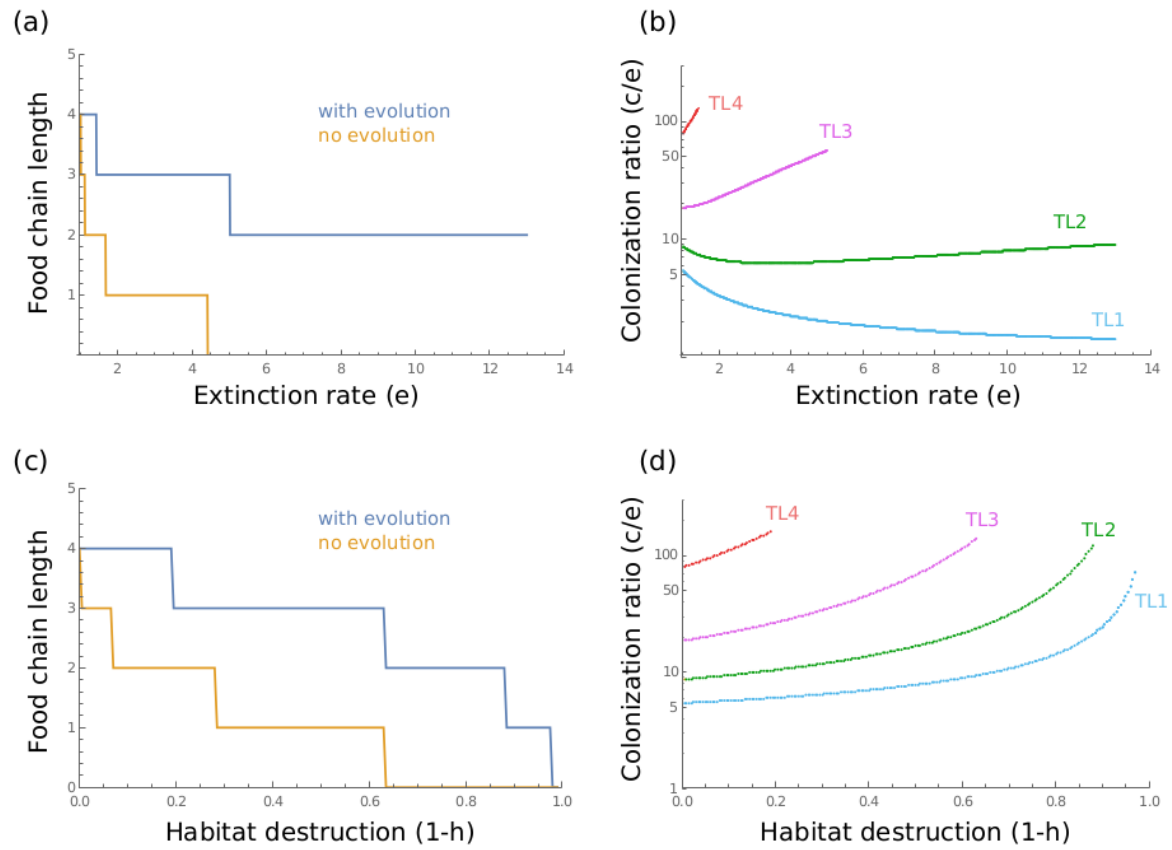 (a)
5
4
3
2
1
Food chain length
with evolution
no evolution
2
4
6
8
10
12
14
Extinction rate (e)
(b)
100
50
10
5
Colonization ratio (c/e)
TL4
TL3
TL2
TL1
2
4
6
8
10
12
14
Extinction rate (e)
(c)
5
4
3
2
1
0
Food chain length
with evolution
no evolution
0.0
0.2
0.4
0.6
0.8
1.0
Habitat destruction (1-h)
(d)
100
50
10
5
1
Colonization ratio (c/e)
TL4
TL3
TL2
TL1
0.0
0.2
0.4
0.6
0.8
1.0
Habitat destruction (1-h)